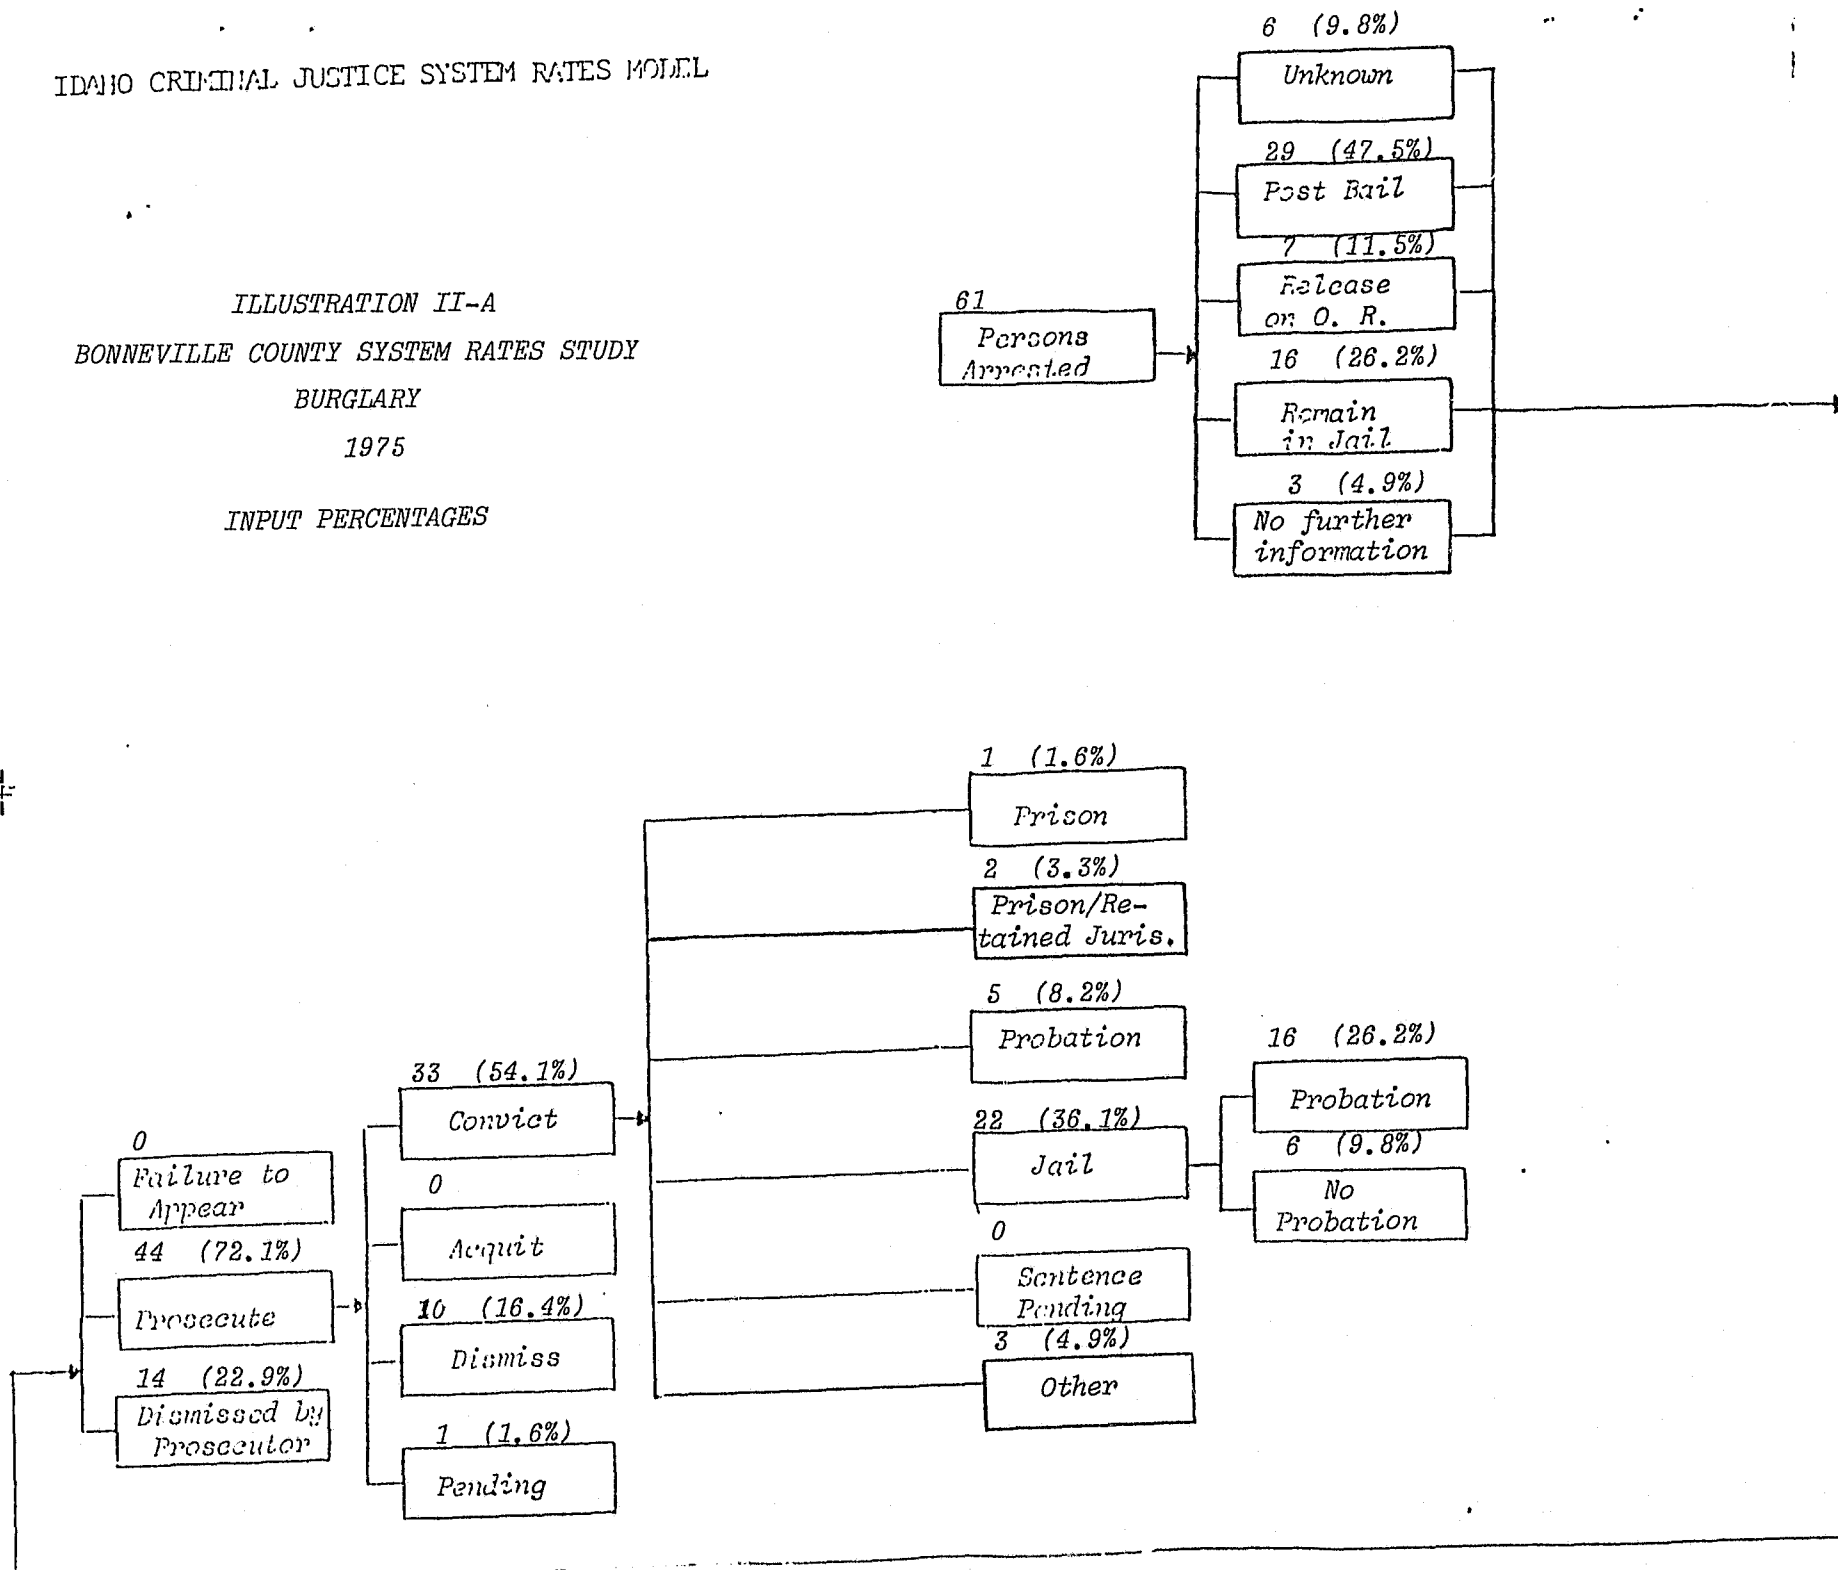 IDAHO CRIMINAL JUSTICE SYSTEM RATES MODEL
ILLUSTRATION II-A
BONNEVILLE COUNTY SYSTEM RATES STUDY
BURGLARY
1975
INPUT PERCENTAGES
61
Persons
Arrested
6 (9.8%)
Unknown
29 (47.5%)
Post Bail
7 (11.5%)
Release
on O. R.
16 (26.2%)
Remain
in Jail
3 (4.9%)
No further
information
0
Failure to
Appear
44 (72.1%)
Prosecute
14 (22.9%)
Dismissed by
Prosecutor
33 (54.1%)
Convict
0
Acquit
10 (16.4%)
Dismiss
1 (1.6%)
Pending
1 (1.6%)
Prison
2 (3.3%)
Prison/Re-
tained Juris.
5 (8.2%)
Probation
22 (36.1%)
Jail
0
Sentence
Pending
3 (4.9%)
Other
16 (26.2%)
Probation
6 (9.8%)
No
Probation